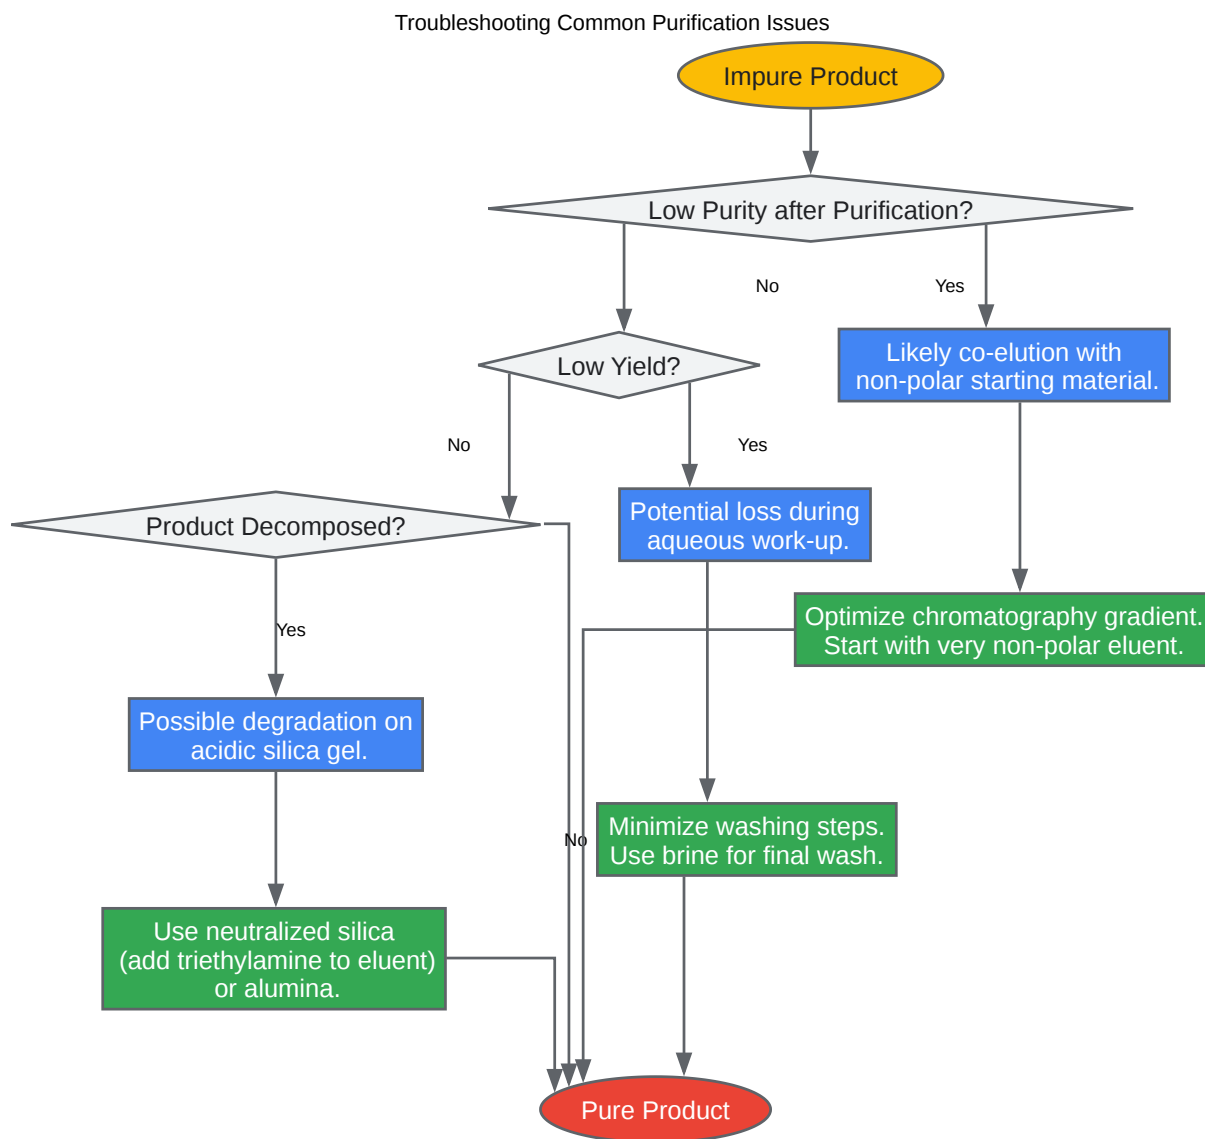 Troubleshooting Common Purification Issues
Impure Product
Low Purity after Purification?
No
Yes
Likely co-elution with
non-polar starting material.
Low Yield?
No
Yes
Product Decomposed?
Potential loss during
aqueous work-up.
Optimize chromatography gradient.
Start with very non-polar eluent.
Yes
Possible degradation on
acidic silica gel.
No
Minimize washing steps.
Use brine for final wash.
Use neutralized silica
(add triethylamine to eluent)
or alumina.
Pure Product